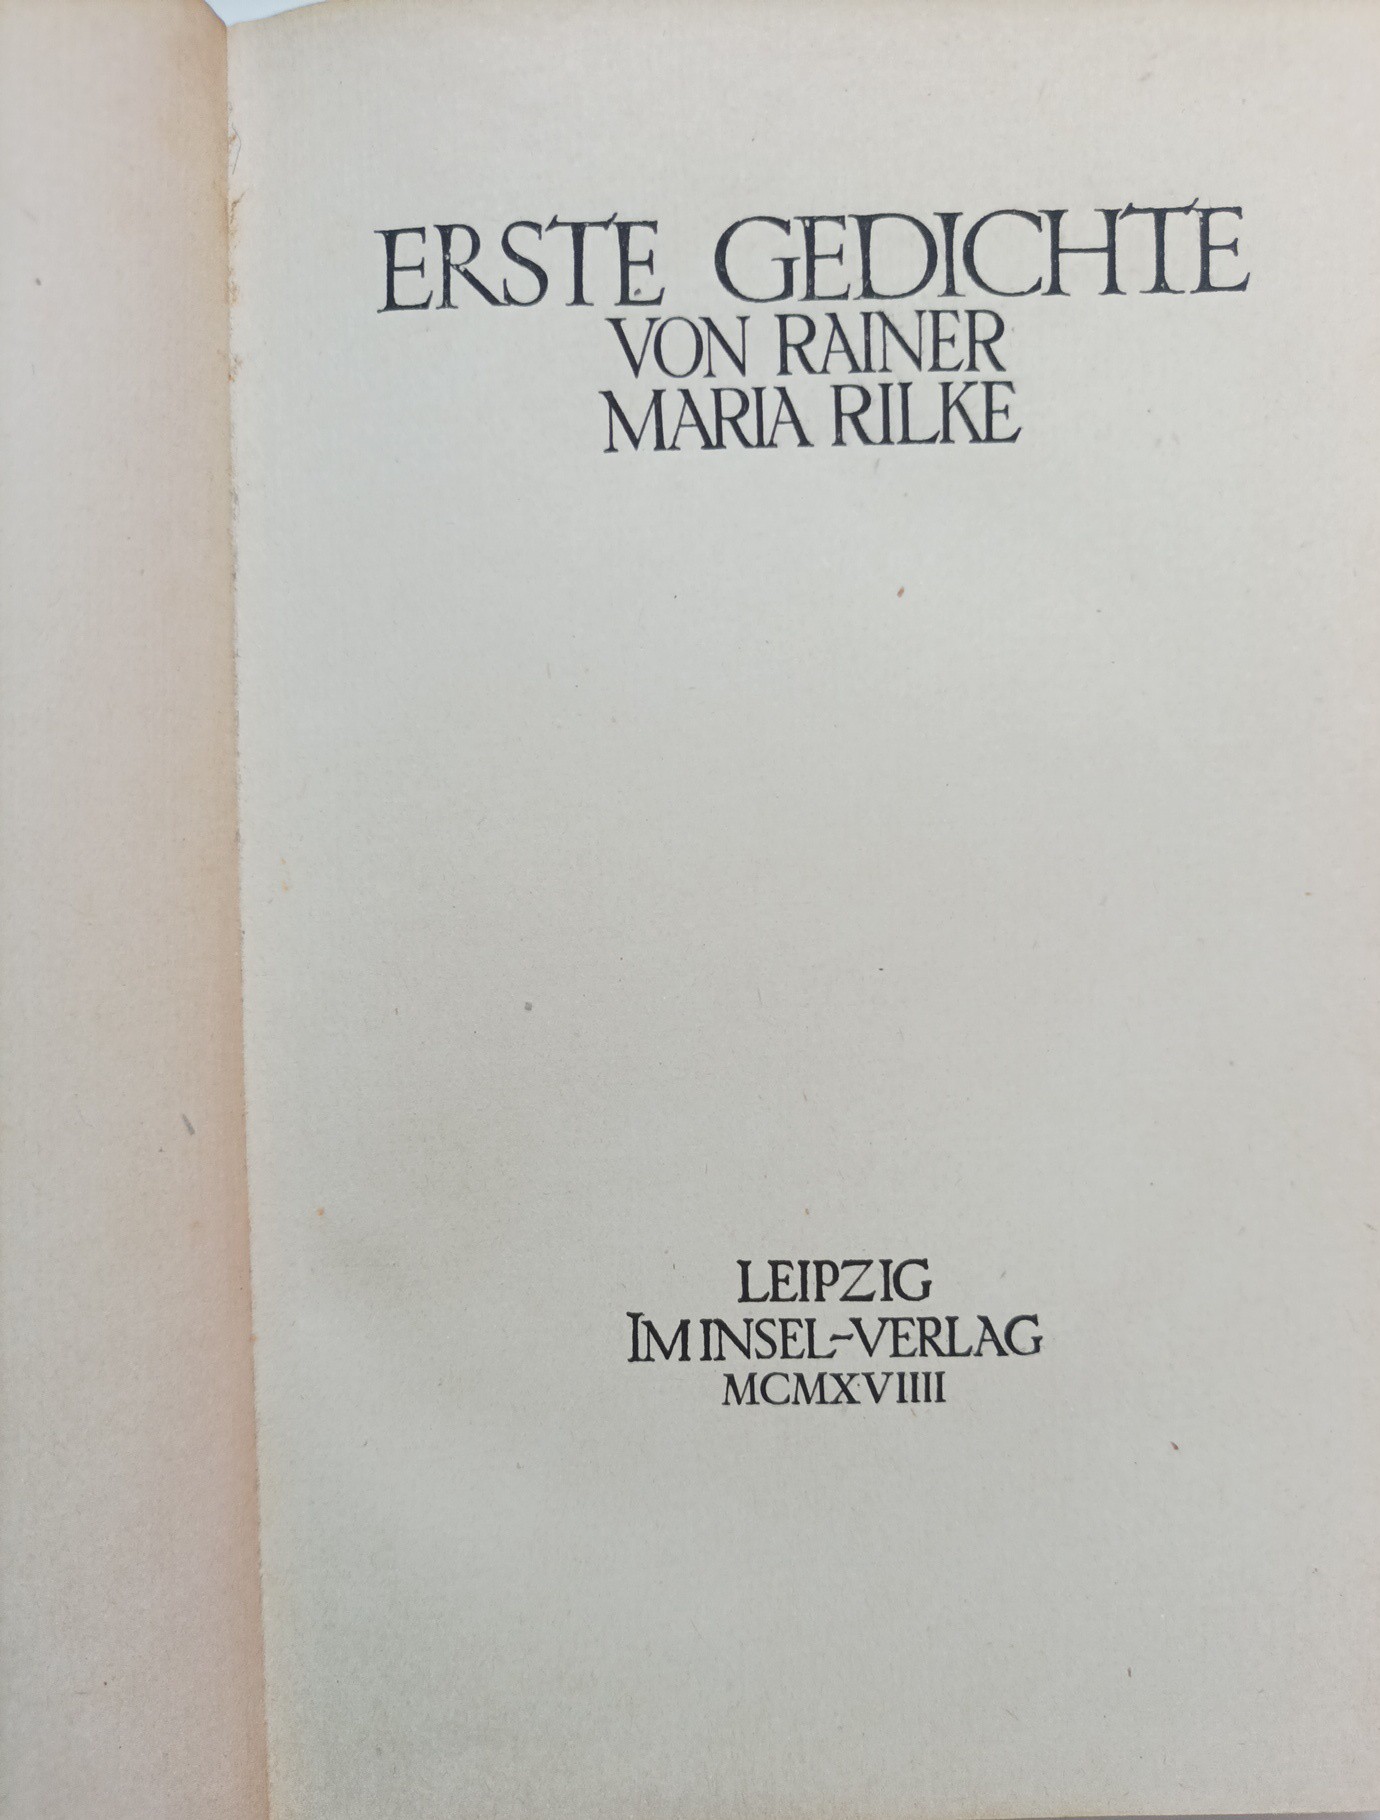 ERSTE GEDICHTE
VON RAINER
MARIA RILKE
LEIPZIG
IM INSEL-VERLAG
MCMXVIIII